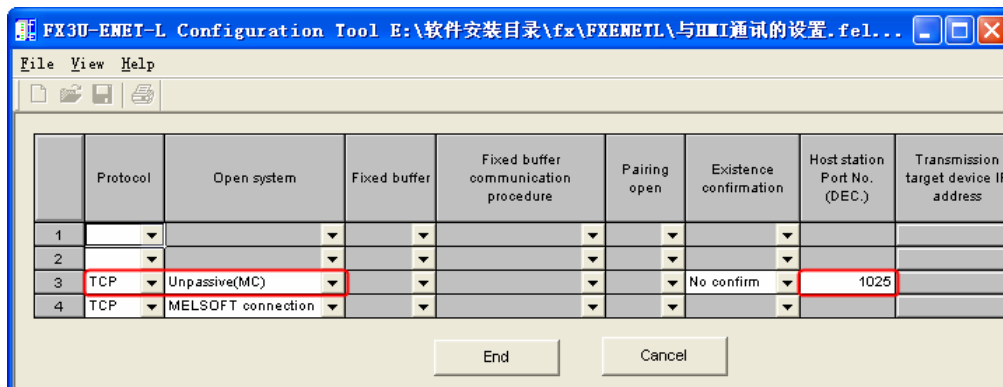 FX3U-ENET-L Configuration Tool E:\软件安装目录\fx\FXENETL\与HMI通讯的设置.fel...
File View Help
Protocol Open system Fixed buffer Fixed buffer communication procedure Pairing open Existence confirmation Host station Port No. (DEC.) Transmission target device IP address
1
2
3 TCP Unpassive(MC) No confirm 1025
4 TCP MELSOFT connection
End Cancel